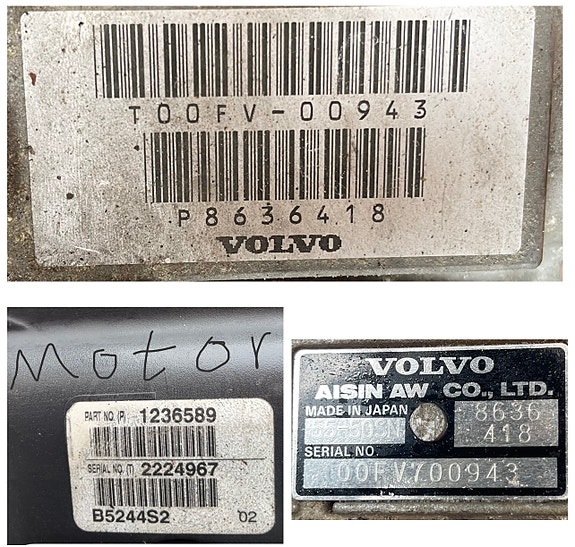 T00FV-00943
P8636418
VOLVO
Motor
PART NO. (P) 1236589
SERIAL NO. (T) 2224967
B5244S2 02
VOLVO
AISIN AW CO., LTD.
MADE IN JAPAN 8636
418
SERIAL NO.
00FV700943